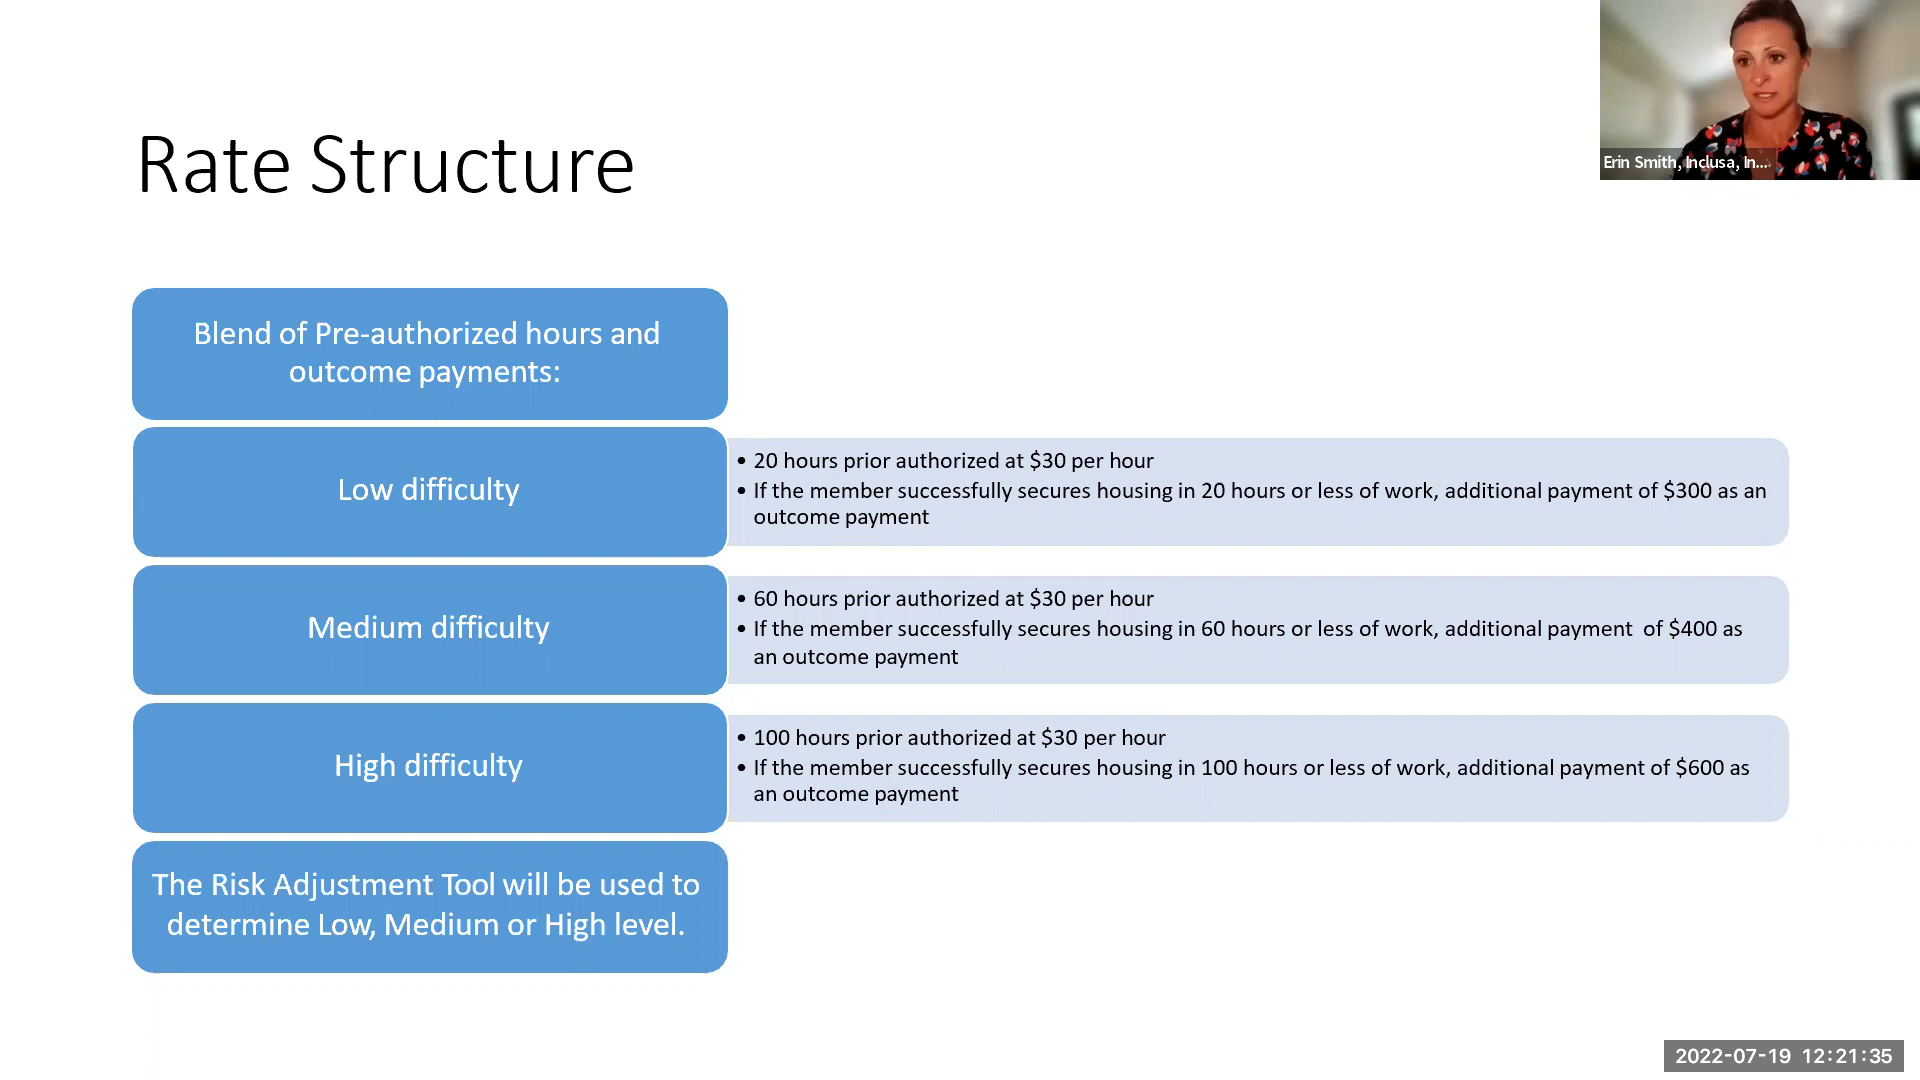 Erin Smith, Inclusa, In...
Rate Structure
Blend of Pre-authorized hours and
outcome payments:
Low difficulty
• 20 hours prior authorized at $30 per hour
• If the member successfully secures housing in 20 hours or less of work, additional payment of $300 as an
outcome payment
Medium difficulty
• 60 hours prior authorized at $30 per hour
• If the member successfully secures housing in 60 hours or less of work, additional payment  of $400 as
an outcome payment
High difficulty
• 100 hours prior authorized at $30 per hour
• If the member successfully secures housing in 100 hours or less of work, additional payment of $600 as
an outcome payment
The Risk Adjustment Tool will be used to
determine Low, Medium or High level.
2022-07-19 12:21:35